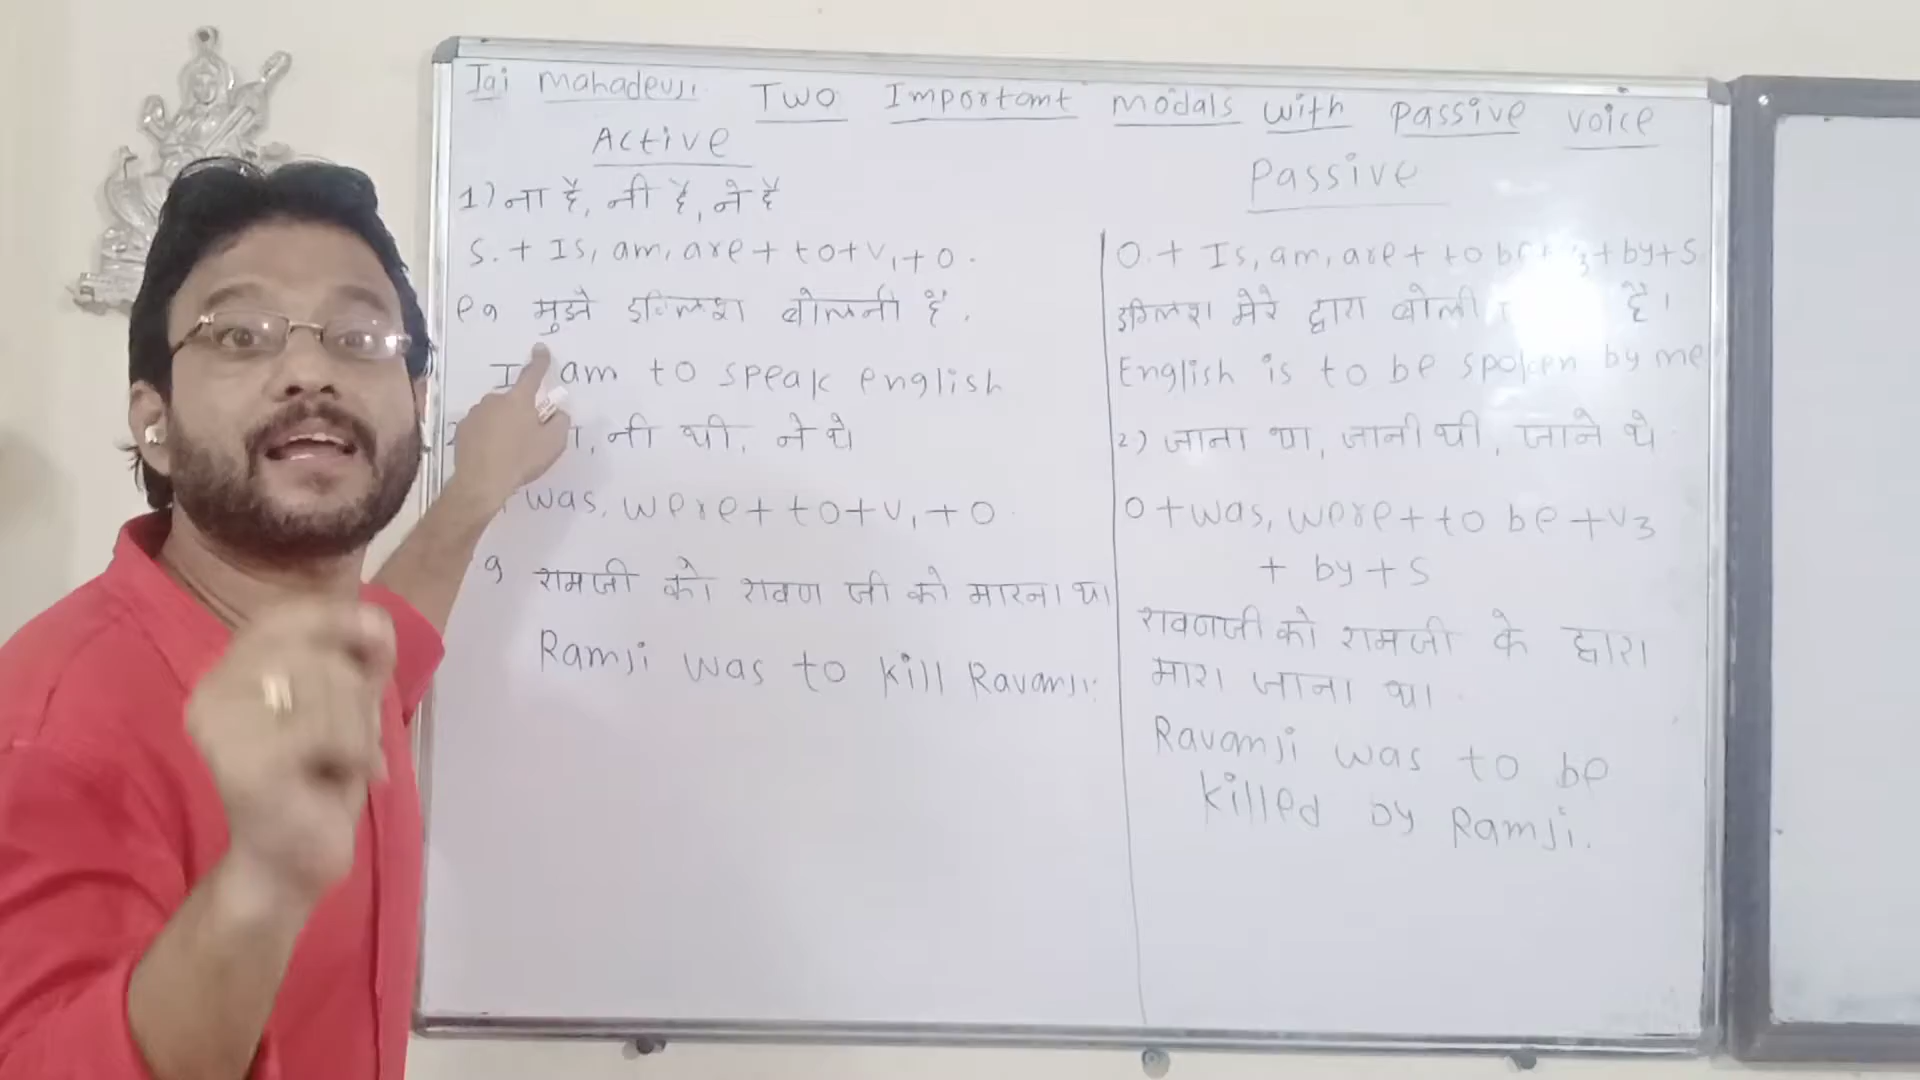 Jai mahadevji. Two Important modals with passive voice
Active
1) ना है, नी है, ने है
S. + Is, am, are + to + v1 + O.
eg मुझे इंग्लिश बोलनी है.
I am to speak english
नी थी, ने थे
was, were + to + v1 + O.
रामजी को रावण जी को मारना था।
Ramji was to kill Ravanji.
Passive
O. + Is, am, are + to be + by + S
इंग्लिश मेरे द्वारा बोली है।
English is to be spoken by me
2) जाना था, जानी थी, जाने थे
O + was, were + to be + v3
+ by + S
रावणजी को रामजी के द्वारा
मारा जाना था.
Ravanji was to be
killed by Ramji.